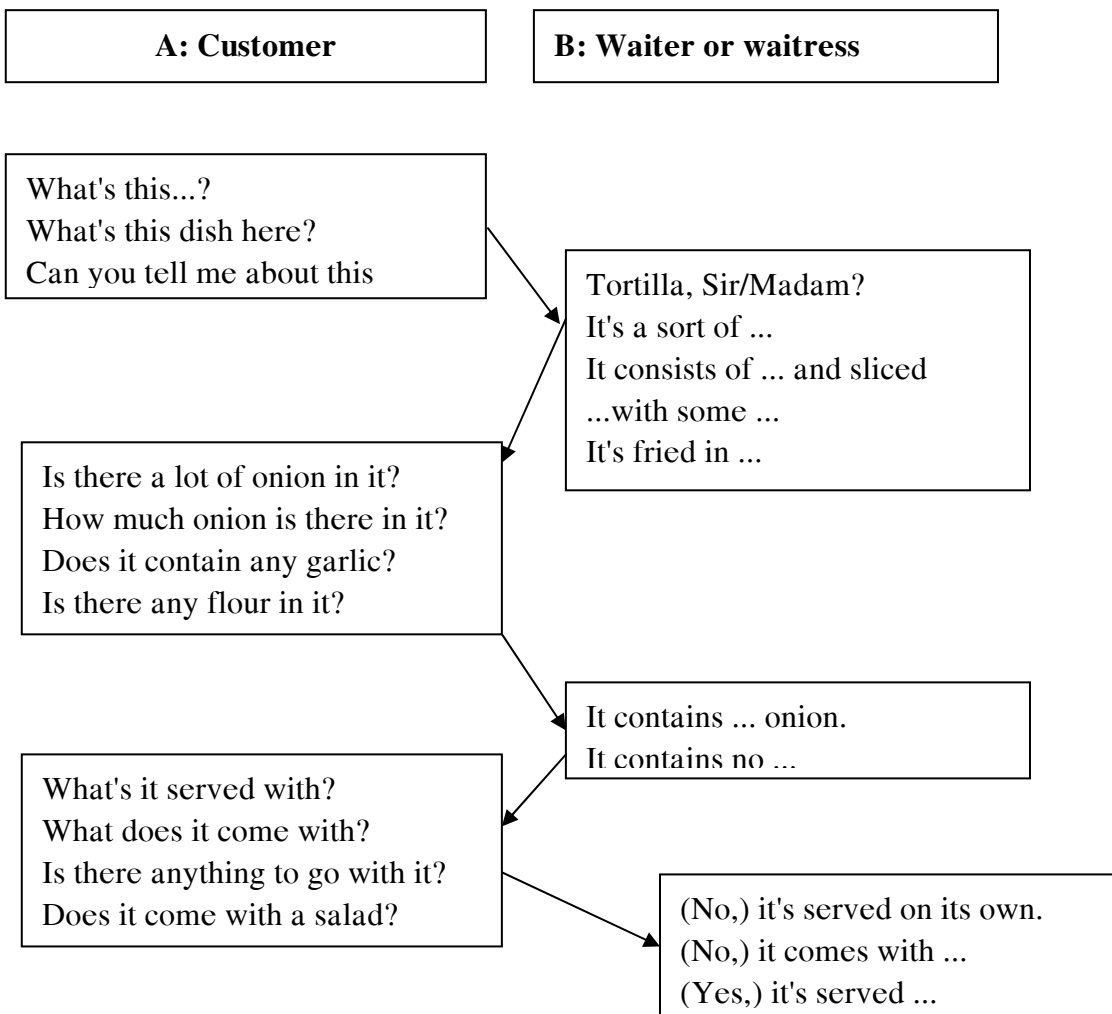 A: Customer
B: Waiter or waitress
What's this...?
What's this dish here?
Can you tell me about this
Tortilla, Sir/Madam?
It's a sort of ...
It consists of ... and sliced
...with some ...
It's fried in ...
Is there a lot of onion in it?
How much onion is there in it?
Does it contain any garlic?
Is there any flour in it?
It contains ... onion.
It contains no ...
What's it served with?
What does it come with?
Is there anything to go with it?
Does it come with a salad?
(No,) it's served on its own.
(No,) it comes with ...
(Yes,) it's served ...